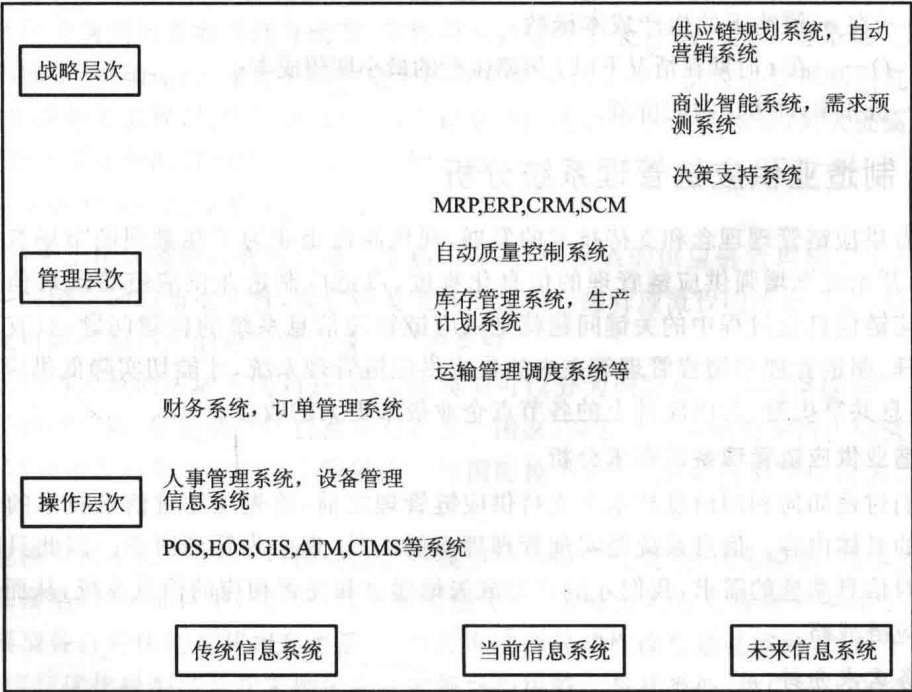 供应链规划系统，自动
营销系统
战略层次
商业智能系统，需求预
测系统
决策支持系统
MRP,ERP,CRM,SCM
自动质量控制系统
管理层次
库存管理系统，生产
计划系统
运输管理调度系统等
财务系统，订单管理系统
人事管理系统，设备管理
信息系统
操作层次
POS,EOS,GIS,ATM,CIMS等系统
传统信息系统
当前信息系统
未来信息系统